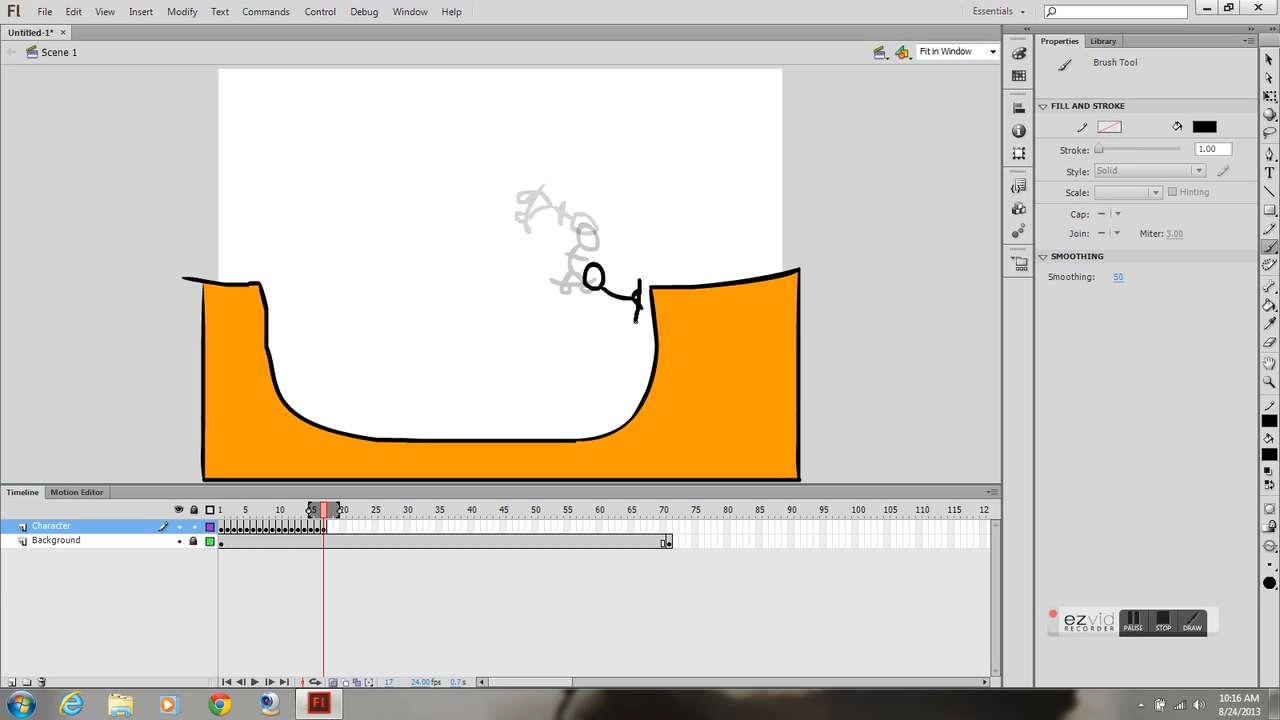 Fl File Edit View Insert Modify Text Commands Control Debug Window Help Essentials
Untitled-1*
Scene 1 Fit in Window
Properties Library
Brush Tool
FILL AND STROKE
Stroke: 1.00
Style: Solid
Scale: Hinting
Cap:
Join: Miter: 3.00
SMOOTHING
Smoothing: 50
Timeline Motion Editor
1 5 10 15 20 25 30 35 40 45 50 55 60 65 70 75 80 85 90 95 100 105 110 115 12
Character
Background
ezvid
RECORDER
PAUSE STOP DRAW
17 24.00 fps 0.7 s
Fl
10:16 AM
8/24/2013